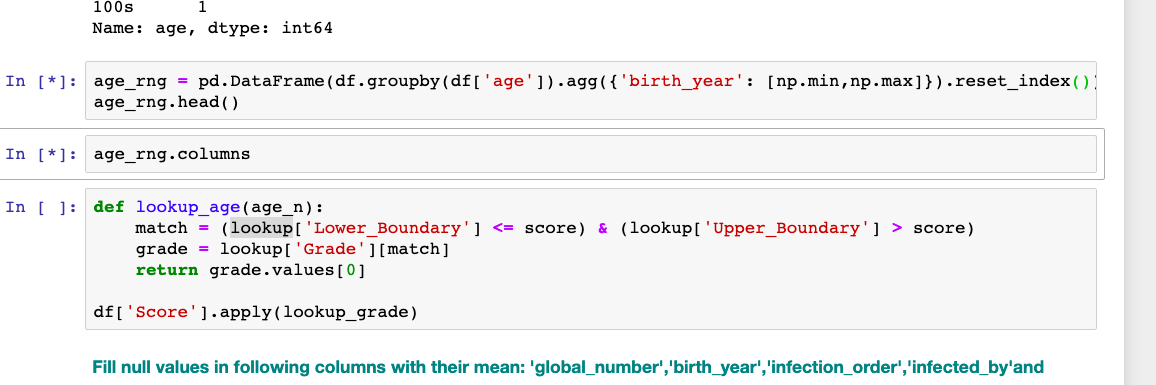 100s 1
Name: age, dtype: int64
In [*]: age_rng = pd.DataFrame(df.groupby(df['age']).agg({'birth_year': [np.min,np.max]}).reset_index())
age_rng.head()
In [*]: age_rng.columns
In [ ]: def lookup_age(age_n):
match = (lookup['Lower_Boundary'] <= score) & (lookup['Upper_Boundary'] > score)
grade = lookup['Grade'][match]
return grade.values[0]
df['Score'].apply(lookup_grade)
Fill null values in following columns with their mean: 'global_number','birth_year','infection_order','infected_by'and